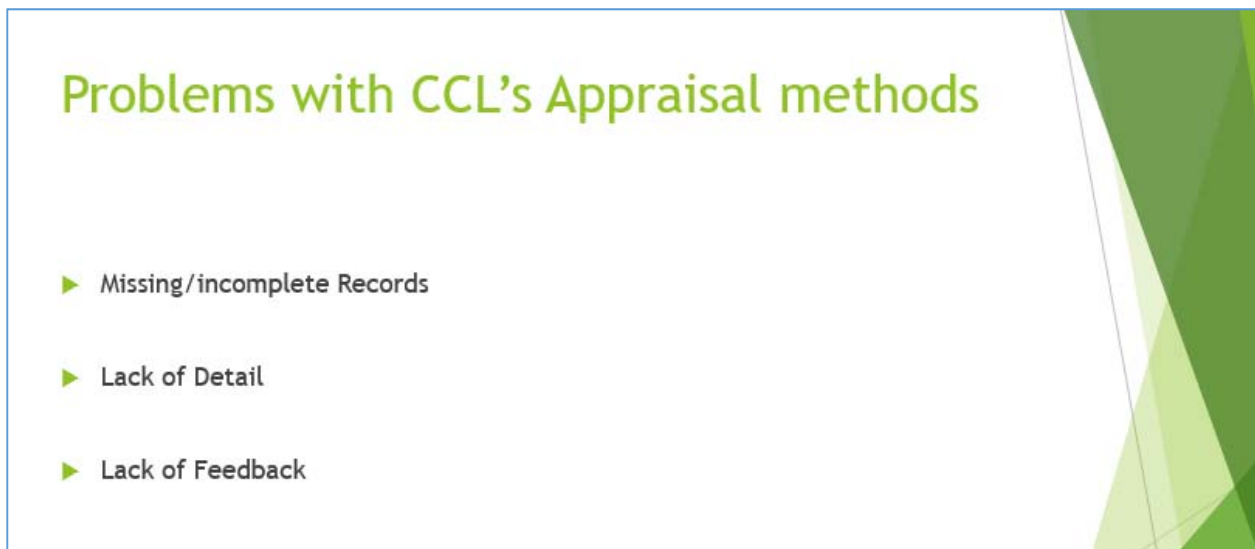 Problems with CCL’s Appraisal methods
Missing/incomplete Records
Lack of Detail
Lack of Feedback